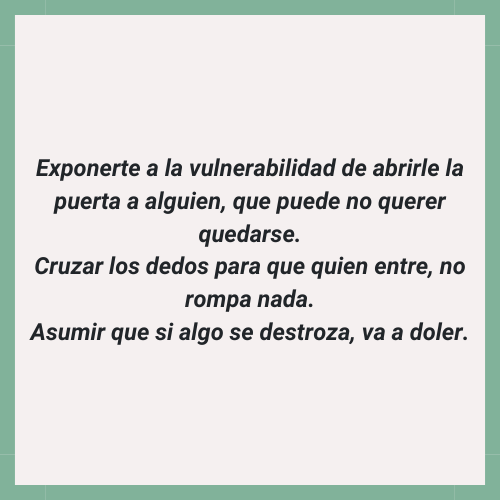 Exponerte a la vulnerabilidad de abrirle la
puerta a alguien, que puede no querer
quedarse.
Cruzar los dedos para que quien entre, no
rompa nada.
Asumir que si algo se destroza, va a doler.